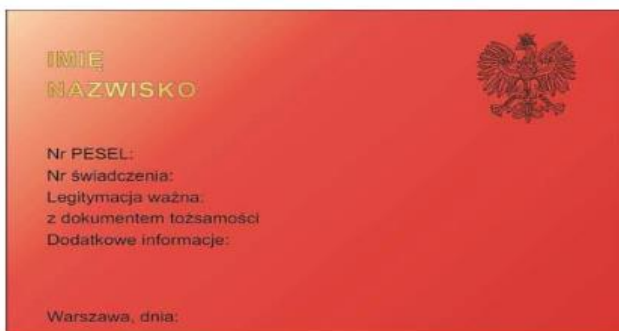 IMIĘ
NAZWISKO
Nr PESEL:
Nr świadczenia:
Legitymacja ważna:
z dokumentem tożsamości
Dodatkowe informacje:
Warszawa, dnia: